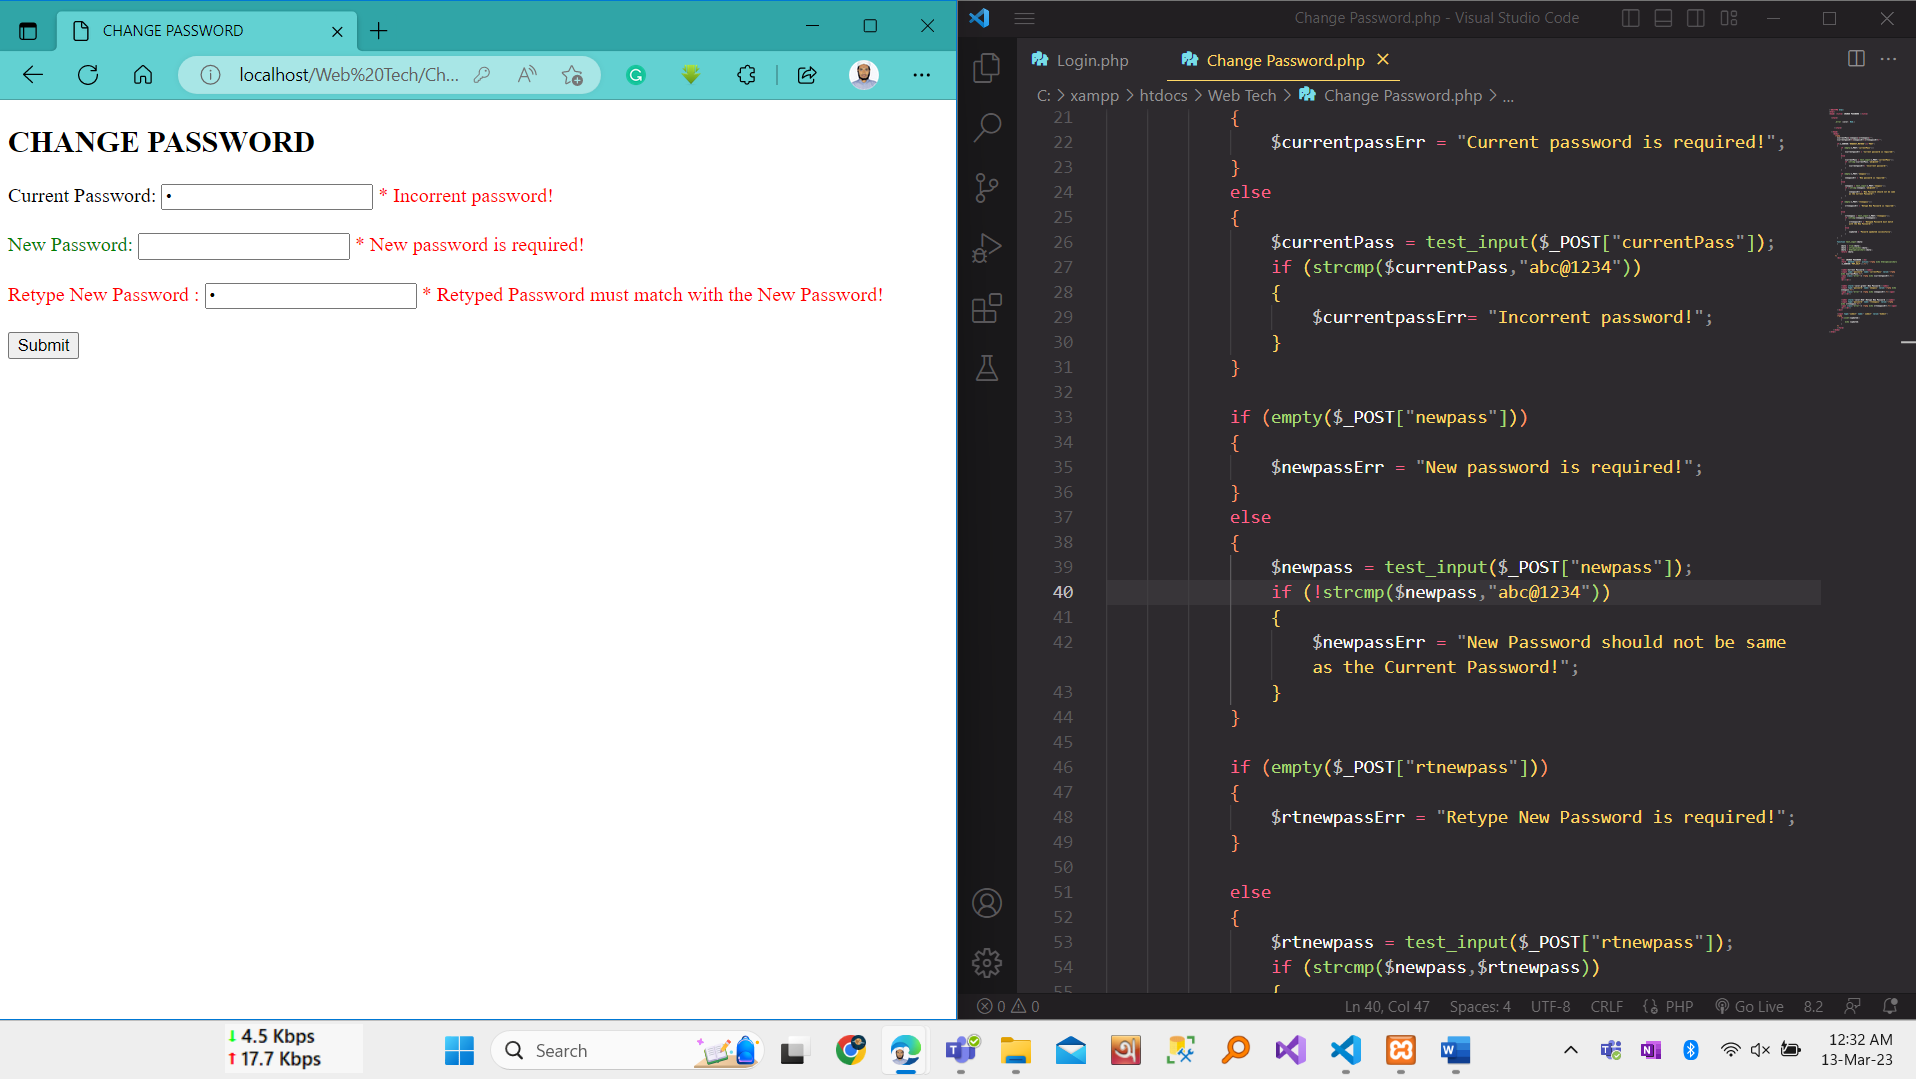 CHANGE PASSWORD
localhost/Web%20Tech/Ch...
CHANGE PASSWORD
Current Password: • * Incorrent password!
New Password: * New password is required!
Retype New Password : • * Retyped Password must match with the New Password!
Submit
Change Password.php - Visual Studio Code
Login.php
Change Password.php
C: > xampp > htdocs > Web Tech > Change Password.php > ...
21 {
22 $currentpassErr = "Current password is required!";
23 }
24 else
25 {
26 $currentPass = test_input($_POST["currentPass"]);
27 if (strcmp($currentPass,"abc@1234"))
28 {
29 $currentpassErr= "Incorrent password!";
30 }
31 }
32
33 if (empty($_POST["newpass"]))
34 {
35 $newpassErr = "New password is required!";
36 }
37 else
38 {
39 $newpass = test_input($_POST["newpass"]);
40 if (!strcmp($newpass,"abc@1234"))
41 {
42 $newpassErr = "New Password should not be same
as the Current Password!";
43 }
44 }
45
46 if (empty($_POST["rtnewpass"]))
47 {
48 $rtnewpassErr = "Retype New Password is required!";
49 }
50
51 else
52 {
53 $rtnewpass = test_input($_POST["rtnewpass"]);
54 if (strcmp($newpass,$rtnewpass))
55 {
0 0 Ln 40, Col 47 Spaces: 4 UTF-8 CRLF PHP Go Live 8.2
4.5 Kbps
17.7 Kbps
Search
12:32 AM
13-Mar-23